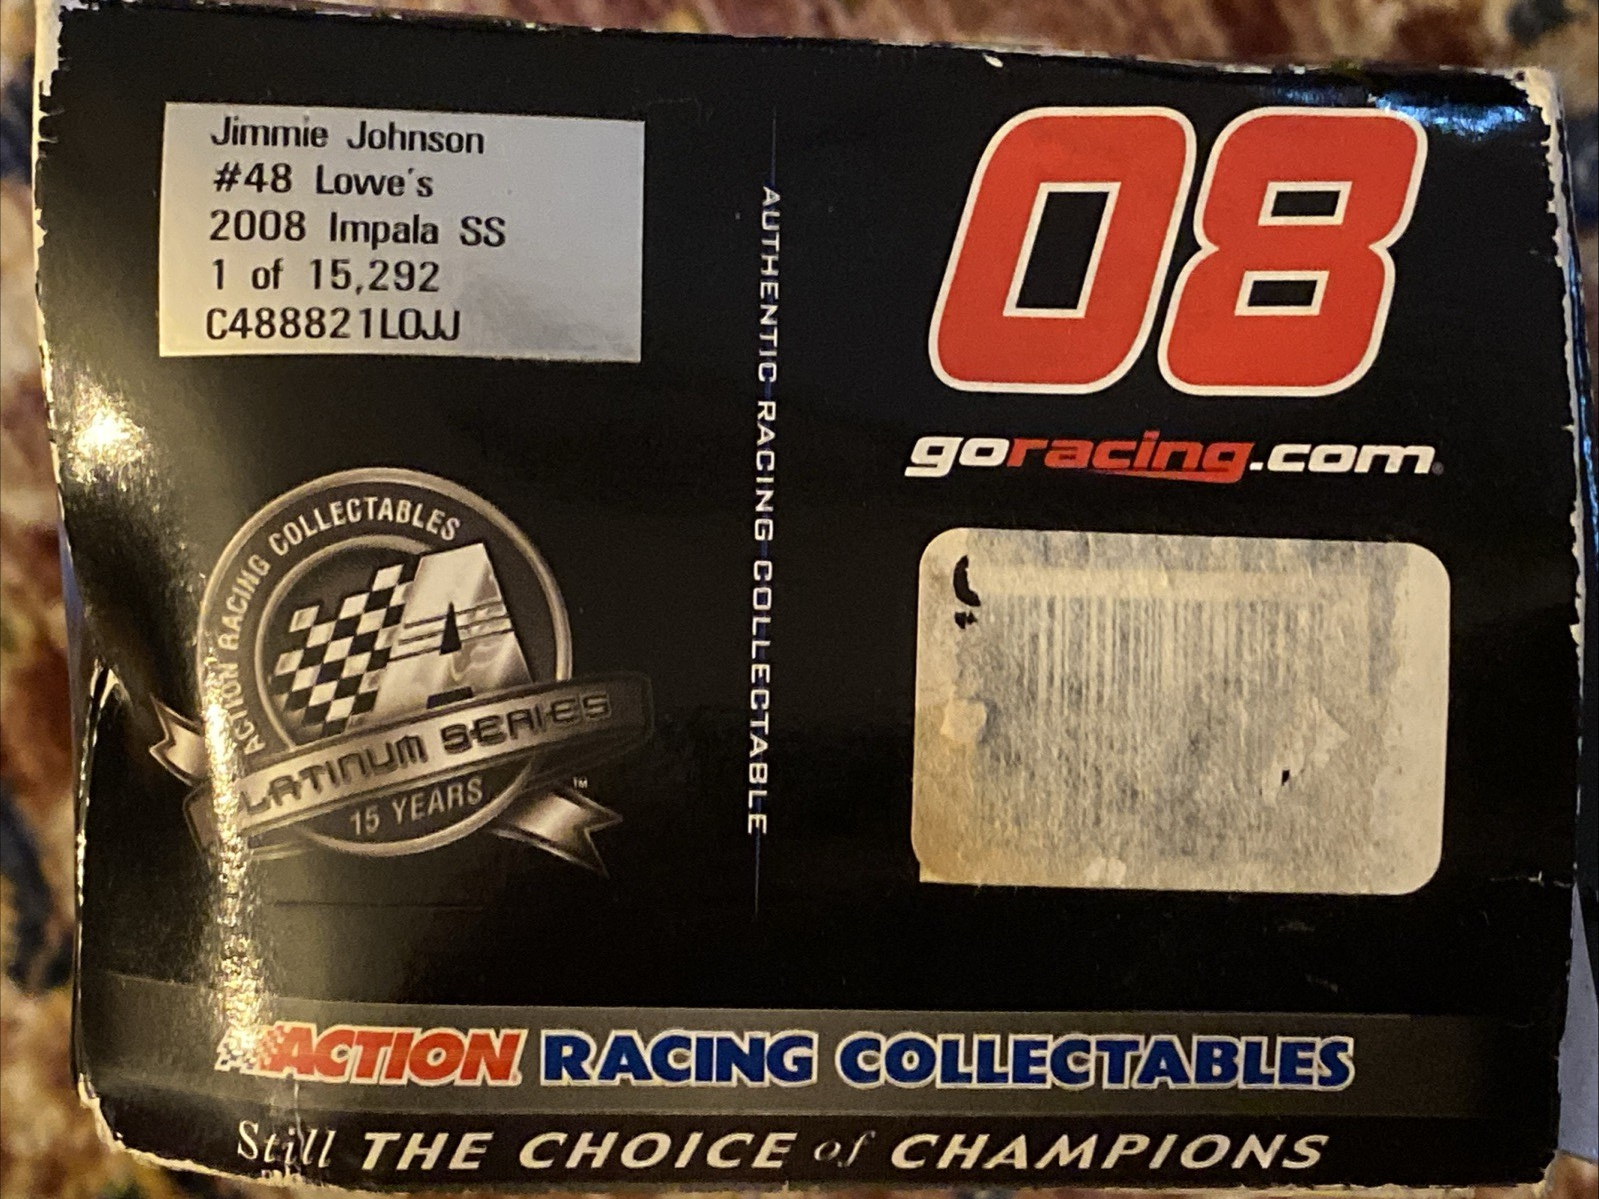 Jimmie Johnson
#48 Lowe's
2008 Impala SS
1 of 15,292
C488821LOJJ
ACTION RACING COLLECTABLES
A
PLATINUM SERIES
15 YEARS
TM
AUTHENTIC RACING COLLECTABLE
08
goracing.com
ACTION RACING COLLECTABLES
Still THE CHOICE of CHAMPIONS